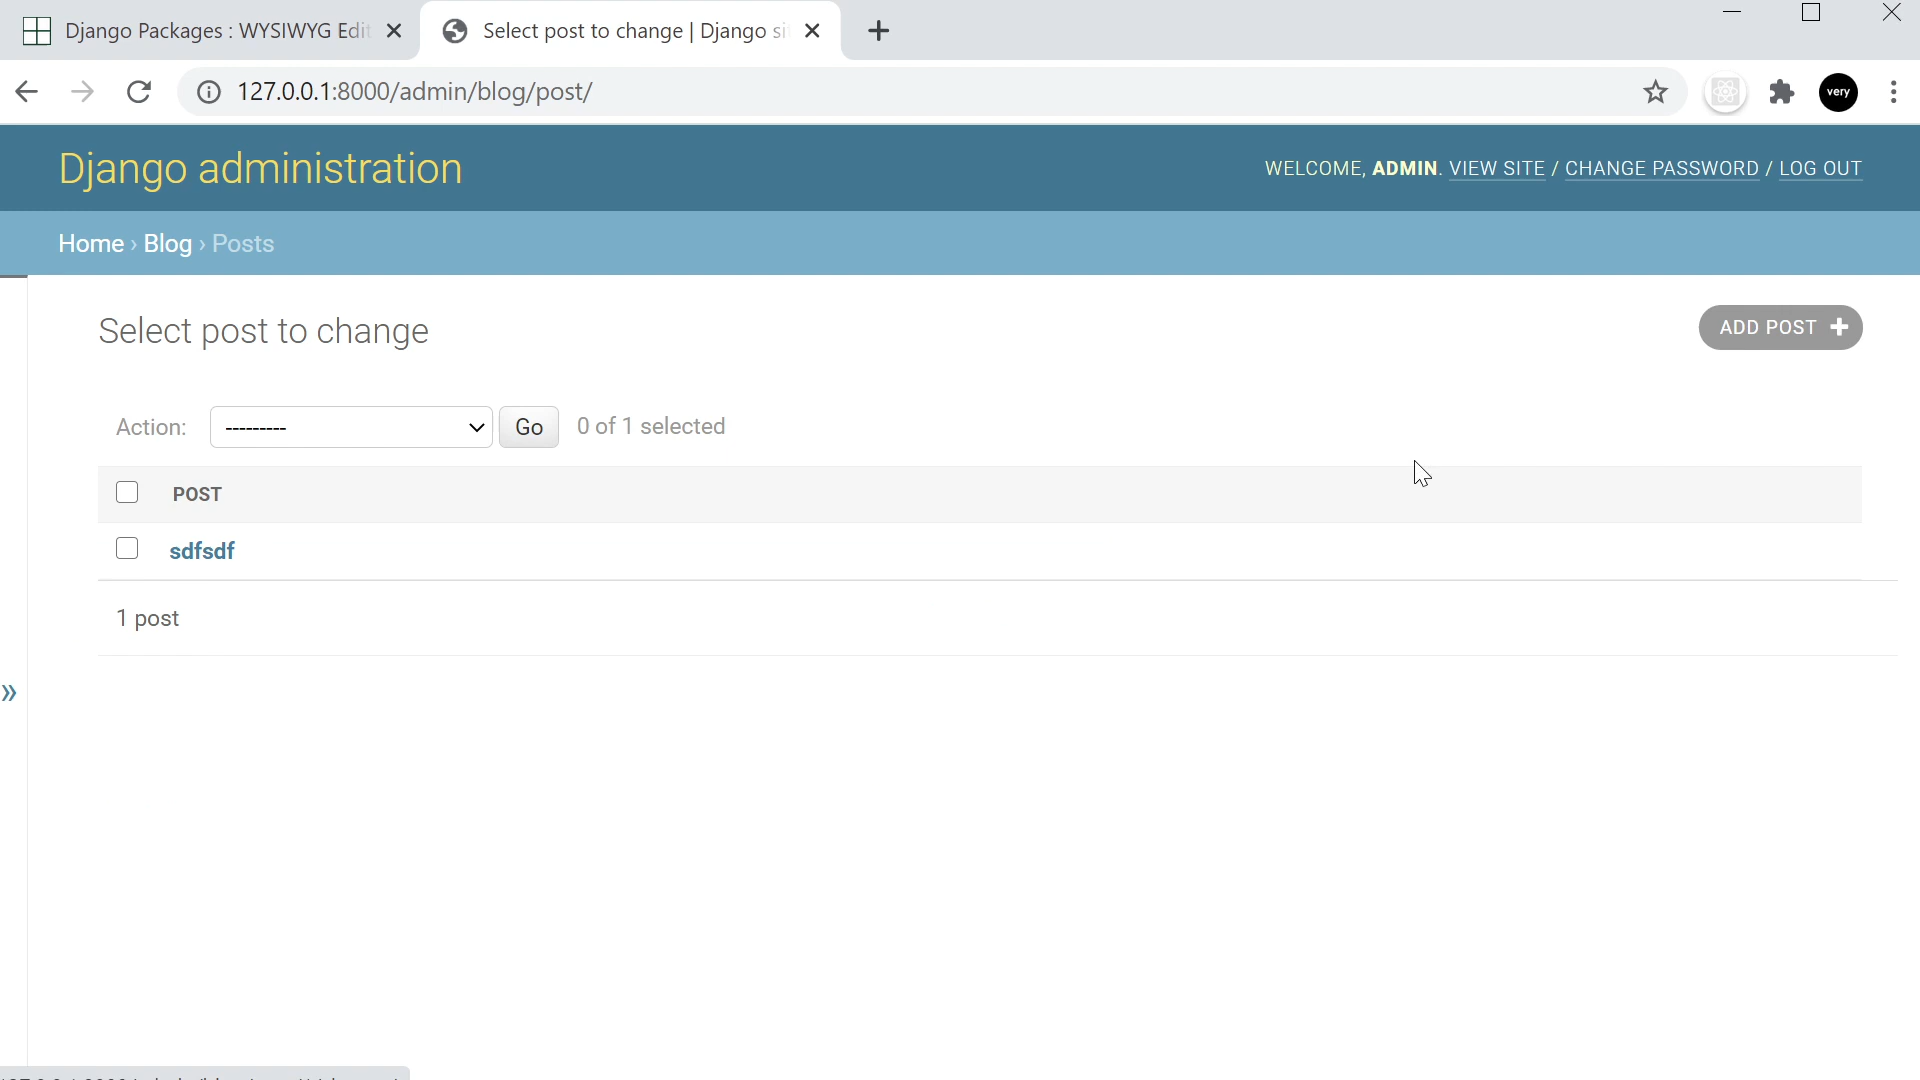 Django Packages : WYSIWYG Edit
Select post to change | Django si
127.0.0.1:8000/admin/blog/post/
very
Django administration
WELCOME, ADMIN. VIEW SITE / CHANGE PASSWORD / LOG OUT
Home › Blog › Posts
Select post to change
ADD POST +
Action: --------- Go 0 of 1 selected
POST
sdfsdf
1 post
»